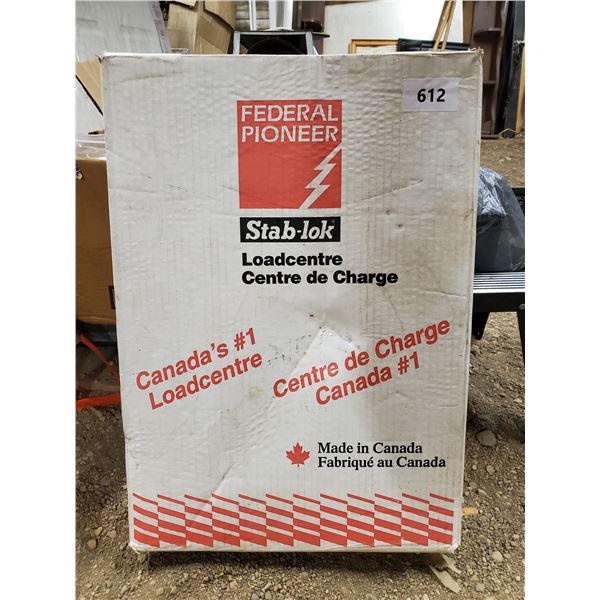 612
FEDERAL
PIONEER
Stab-lok
Loadcentre
Centre de Charge
Canada's #1
Loadcentre
Centre de Charge
Canada #1
Made in Canada
Fabriqué au Canada